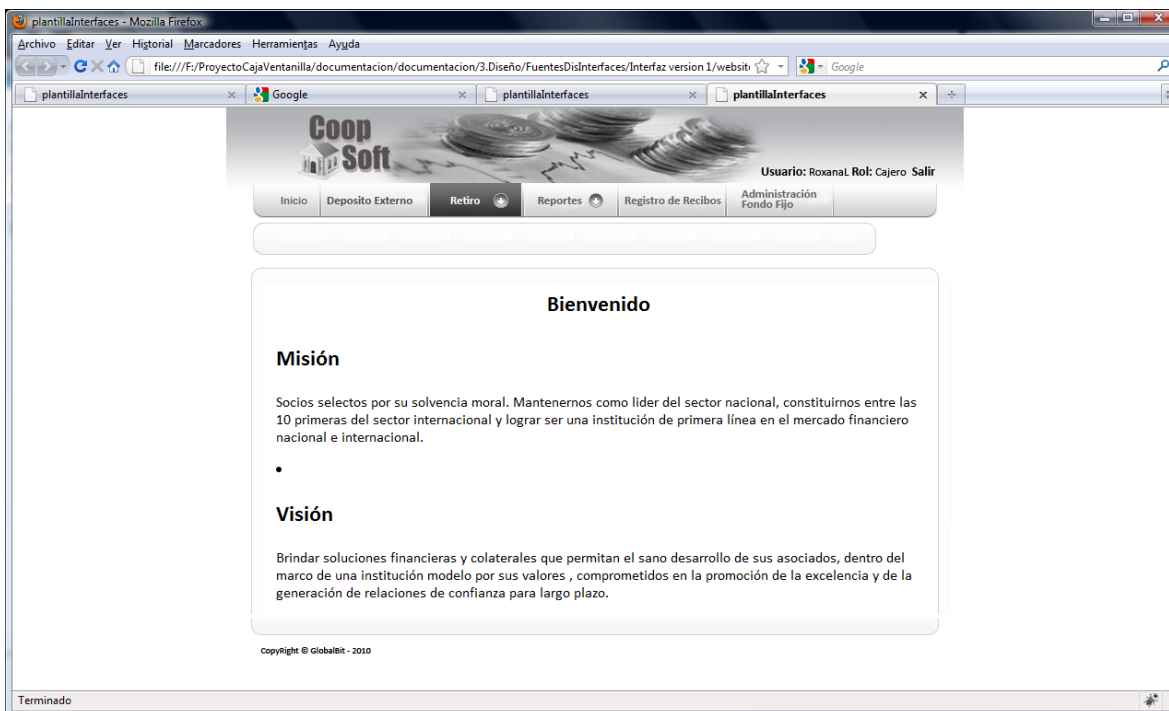 plantillaInterfaces - Mozilla Firefox
Archivo Editar Ver Historial Marcadores Herramientas Ayuda
file:///F:/ProyectoCajaVentanilla/documentacion/documentacion/3.Diseño/FuentesDisInterfaces/Interfaz version 1/websit Google
plantillaInterfaces Google plantillaInterfaces plantillaInterfaces
Coop
Soft
Usuario: RoxanaL Rol: Cajero Salir
Inicio Deposito Externo Retiro Reportes Registro de Recibos Administración
Fondo Fijo
Bienvenido
Misión
Socios selectos por su solvencia moral. Mantenernos como lider del sector nacional, constituirnos entre las
10 primeras del sector internacional y lograr ser una institución de primera línea en el mercado financiero
nacional e internacional.
•
Visión
Brindar soluciones financieras y colaterales que permitan el sano desarrollo de sus asociados, dentro del
marco de una institución modelo por sus valores , comprometidos en la promoción de la excelencia y de la
generación de relaciones de confianza para largo plazo.
CopyRight © GlobalBit - 2010
Terminado